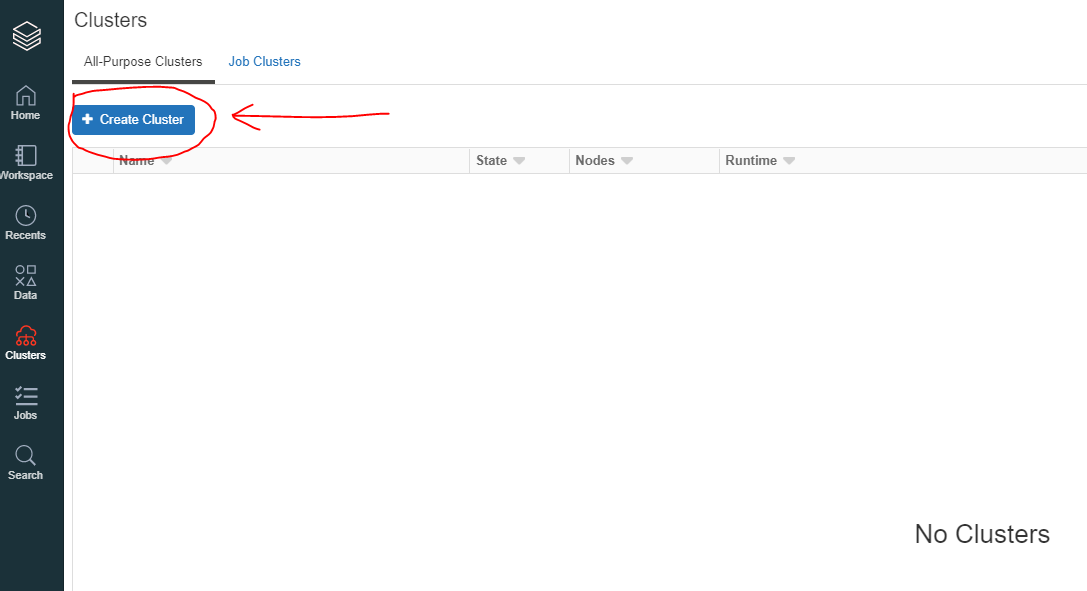 Clusters
All-Purpose Clusters Job Clusters
+ Create Cluster
Name State Nodes Runtime
No Clusters
Home
Workspace
Recents
Data
Clusters
Jobs
Search